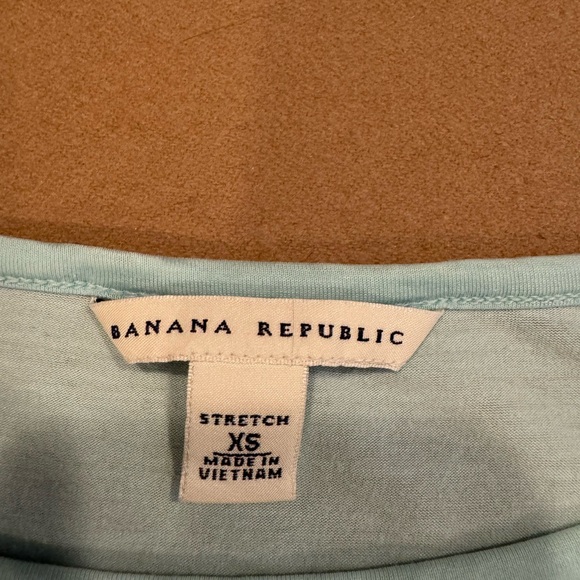 BANANA REPUBLIC
STRETCH
XS
MADE IN
VIETNAM